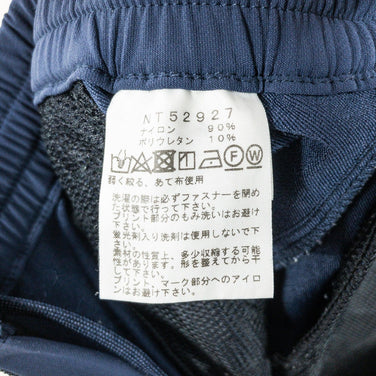 NT52927
ナイロン 90%
ポリウレタン 10%
F W
軽く絞る、あて布使用
洗濯の際は必ずファスナーを閉め
た状態で行って下さい。
プリント部分のもみ洗いはお避け
下さい。
蛍光剤入り洗剤は使用しないで下
さい。
素材の性質上、多少収縮する可能
性があります。形を整えてから干
して下さい。
プリント、マーク部分へのアイロ
ンはお避け下さい。